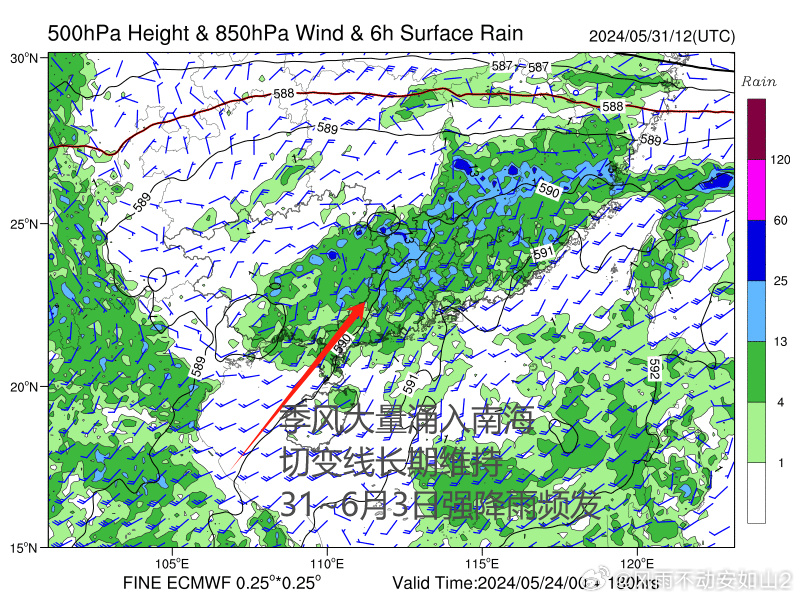 500hPa Height & 850hPa Wind & 6h Surface Rain
2024/05/31/12(UTC)
30°N
25°N
20°N
15°N
587
587
588
588
589
589
589
590
591
589
590
591
592
1
1
1
Rain
120
60
25
13
4
1
季风大量涌入南海
切变线长期维持
31~6月3日强降雨频发
105°E
110°E
115°E
120°E
FINE ECMWF 0.25°*0.25°
Valid Time:2024/05/24/00 + 180hrs
@风雨不动安如山2